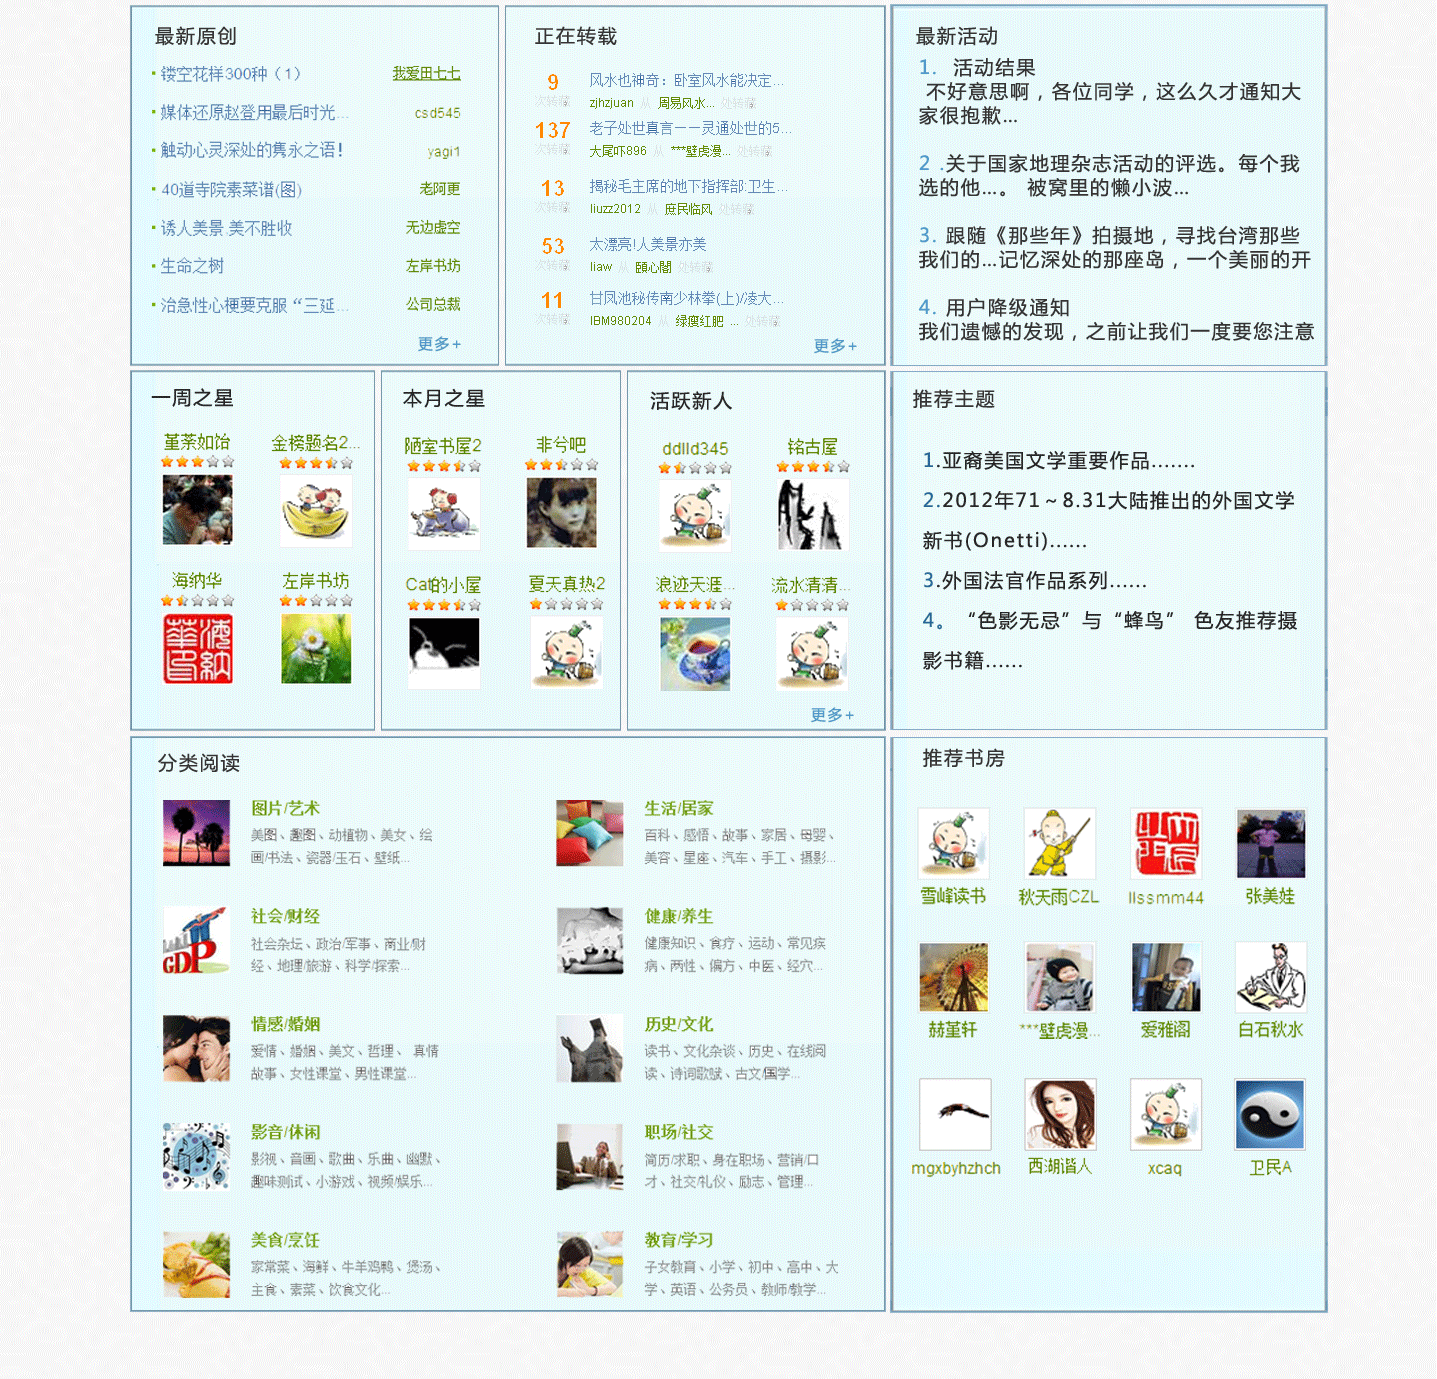 最新原创
镂空花样300种（1） 我爱田七七
媒体还原赵登用最后时光... csd545
触动心灵深处的隽永之语! yagi1
40道寺院素菜谱(图) 老阿更
诱人美景,美不胜收 无边虚空
生命之树 左岸书坊
治急性心梗要克服“三延... 公司总裁
更多+
正在转载
9 风水也神奇：卧室风水能决定...
次转藏 zjhzjuan 从 周易风水... 处转藏
137 老子处世真言——灵通处世的5...
次转藏 大尾吓896 从 ***壁虎漫... 处转藏
13 揭秘毛主席的地下指挥部:卫生...
次转藏 liuzz2012 从 庶民临风 处转藏
53 太漂亮!人美景亦美
次转藏 liaw 从 頤心閣 处转藏
11 甘凤池秘传南少林拳(上)/凌大...
次转藏 IBM980204 从 绿瘦红肥 ... 处转藏
更多+
最新活动
1. 活动结果
不好意思啊，各位同学，这么久才通知大
家很抱歉...
2 .关于国家地理杂志活动的评选。每个我
选的他...。 被窝里的懒小波...
3. 跟随《那些年》拍摄地，寻找台湾那些
我们的...记忆深处的那座岛，一个美丽的开
4. 用户降级通知
我们遗憾的发现，之前让我们一度要您注意
一周之星
堇荼如饴 金榜题名2...
海纳华 左岸书坊
本月之星
陋室书屋2 非兮吧
Cat的小屋 夏天真热2
活跃新人
ddlld345 铭古屋
浪迹天涯... 流水清清...
更多+
推荐主题
1.亚裔美国文学重要作品.......
2.2012年71～8.31大陆推出的外国文学
新书(Onetti)......
3.外国法官作品系列......
4。“色影无忌”与“蜂鸟” 色友推荐摄
影书籍......
分类阅读
图片/艺术
美图、趣图、动植物、美女、绘
画/书法、瓷器/玉石、壁纸...
生活/居家
百科、感悟、故事、家居、母婴、
美容、星座、汽车、手工、摄影...
社会/财经
社会杂坛、政治/军事、商业/财
经、地理/旅游、科学/探索...
GDP
健康/养生
健康知识、食疗、运动、常见疾
病、两性、偏方、中医、经穴...
情感/婚姻
爱情、婚姻、美文、哲理、 真情
故事、女性课堂、男性课堂...
历史/文化
读书、文化杂谈、历史、在线阅
读、诗词歌赋、古文/国学...
影音/休闲
影视、音画、歌曲、乐曲、幽默、
趣味测试、小游戏、视频/娱乐...
职场/社交
简历/求职、身在职场、营销/口
才、社交/礼仪、励志、管理...
美食/烹饪
家常菜、海鲜、牛羊鸡鸭、煲汤、
主食、素菜、饮食文化...
教育/学习
子女教育、小学、初中、高中、大
学、英语、公务员、教师/教学...
推荐书房
雪峰读书 秋天雨CZL llssmm44 张美娃
赫堇轩 ***壁虎漫... 爱雅阁 白石秋水
mgxbyhzhch 西湖谐人 xcaq 卫民A